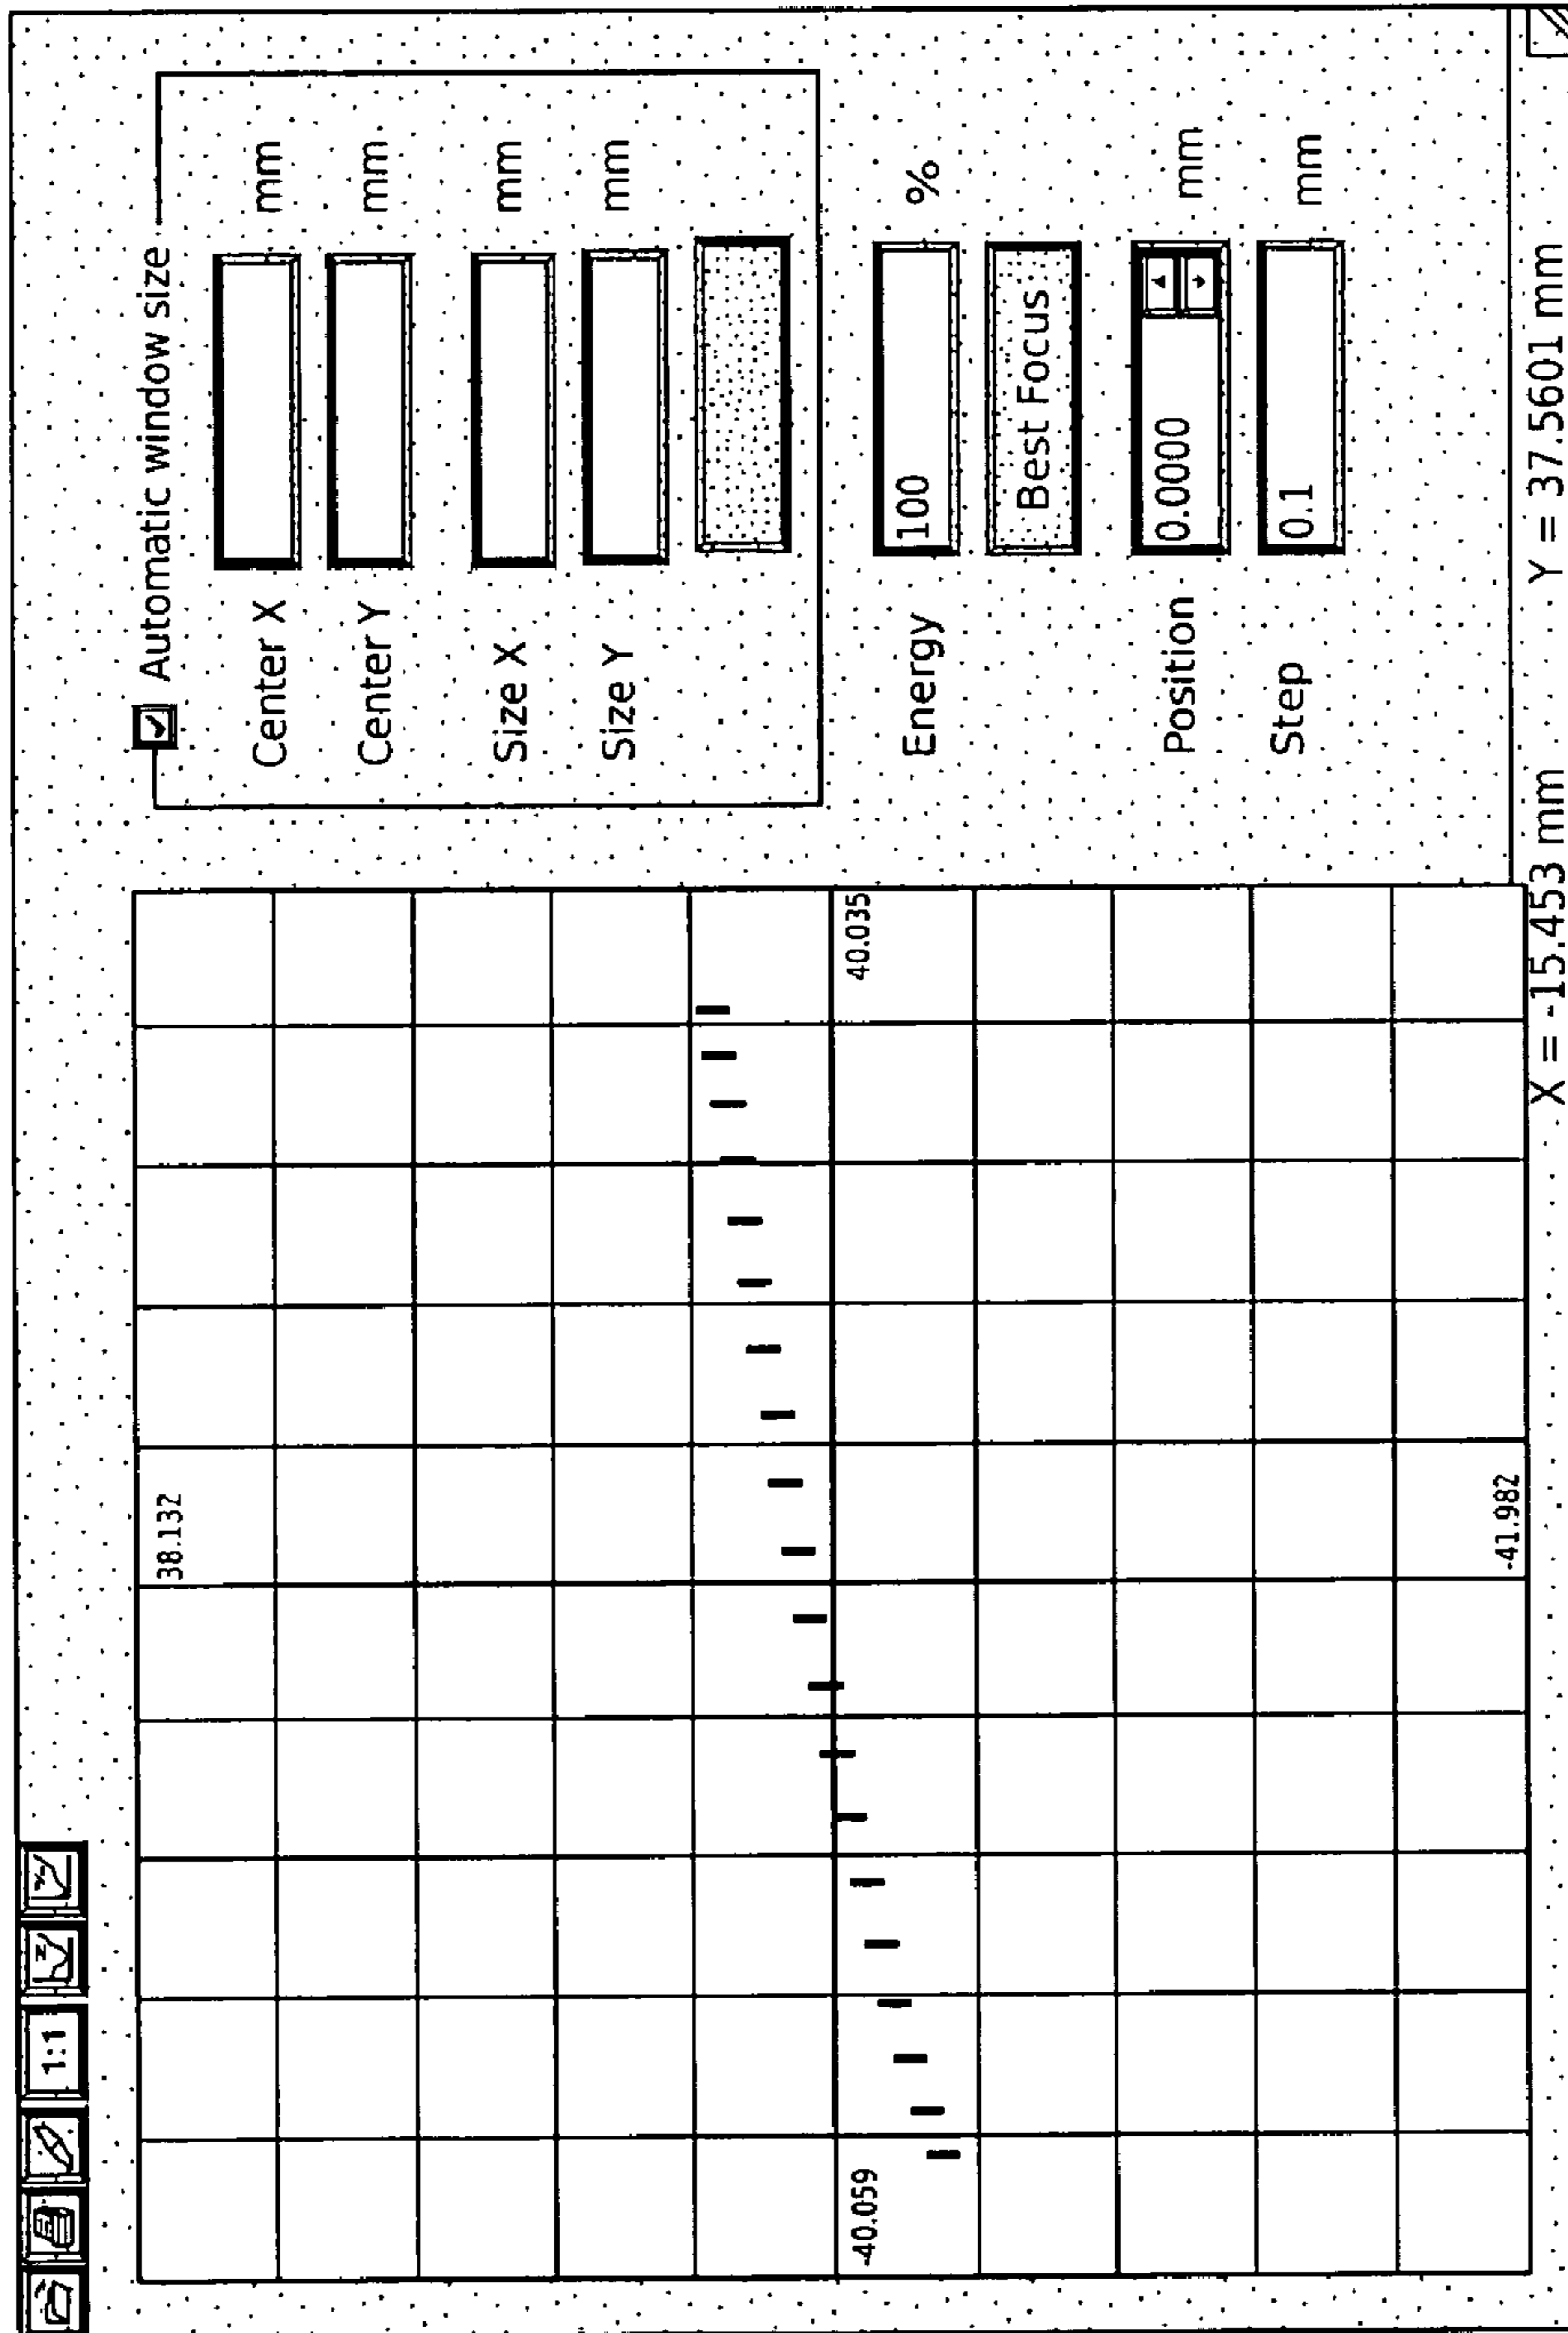 1:1
38.132
-40.059
40.035
-41.982
Automatic window size
Center X mm
Center Y mm
Size X mm
Size Y mm
Energy 100 %
Best Focus
Position 0.0000 mm
Step 0.1 mm
X = -15.453 mm Y = 37.5601 mm